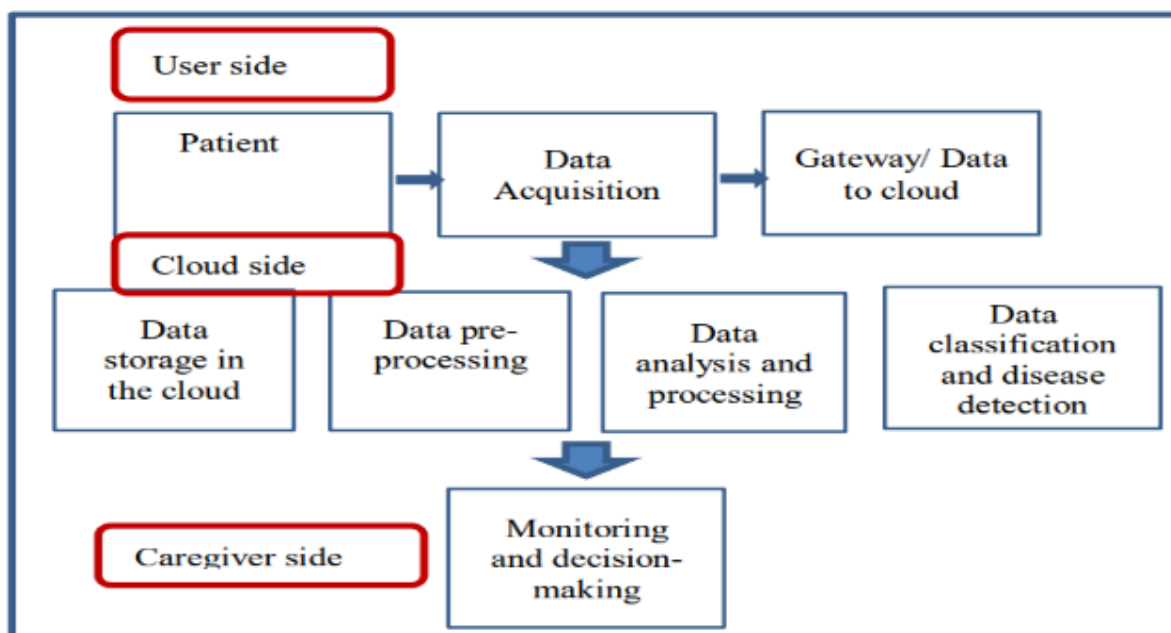 User side
Patient
Data
Acquisition
Gateway/ Data
to cloud
Cloud side
Data
storage in
the cloud
Data pre-
processing
Data
analysis and
processing
Data
classification
and disease
detection
Caregiver side
Monitoring
and decision-
making